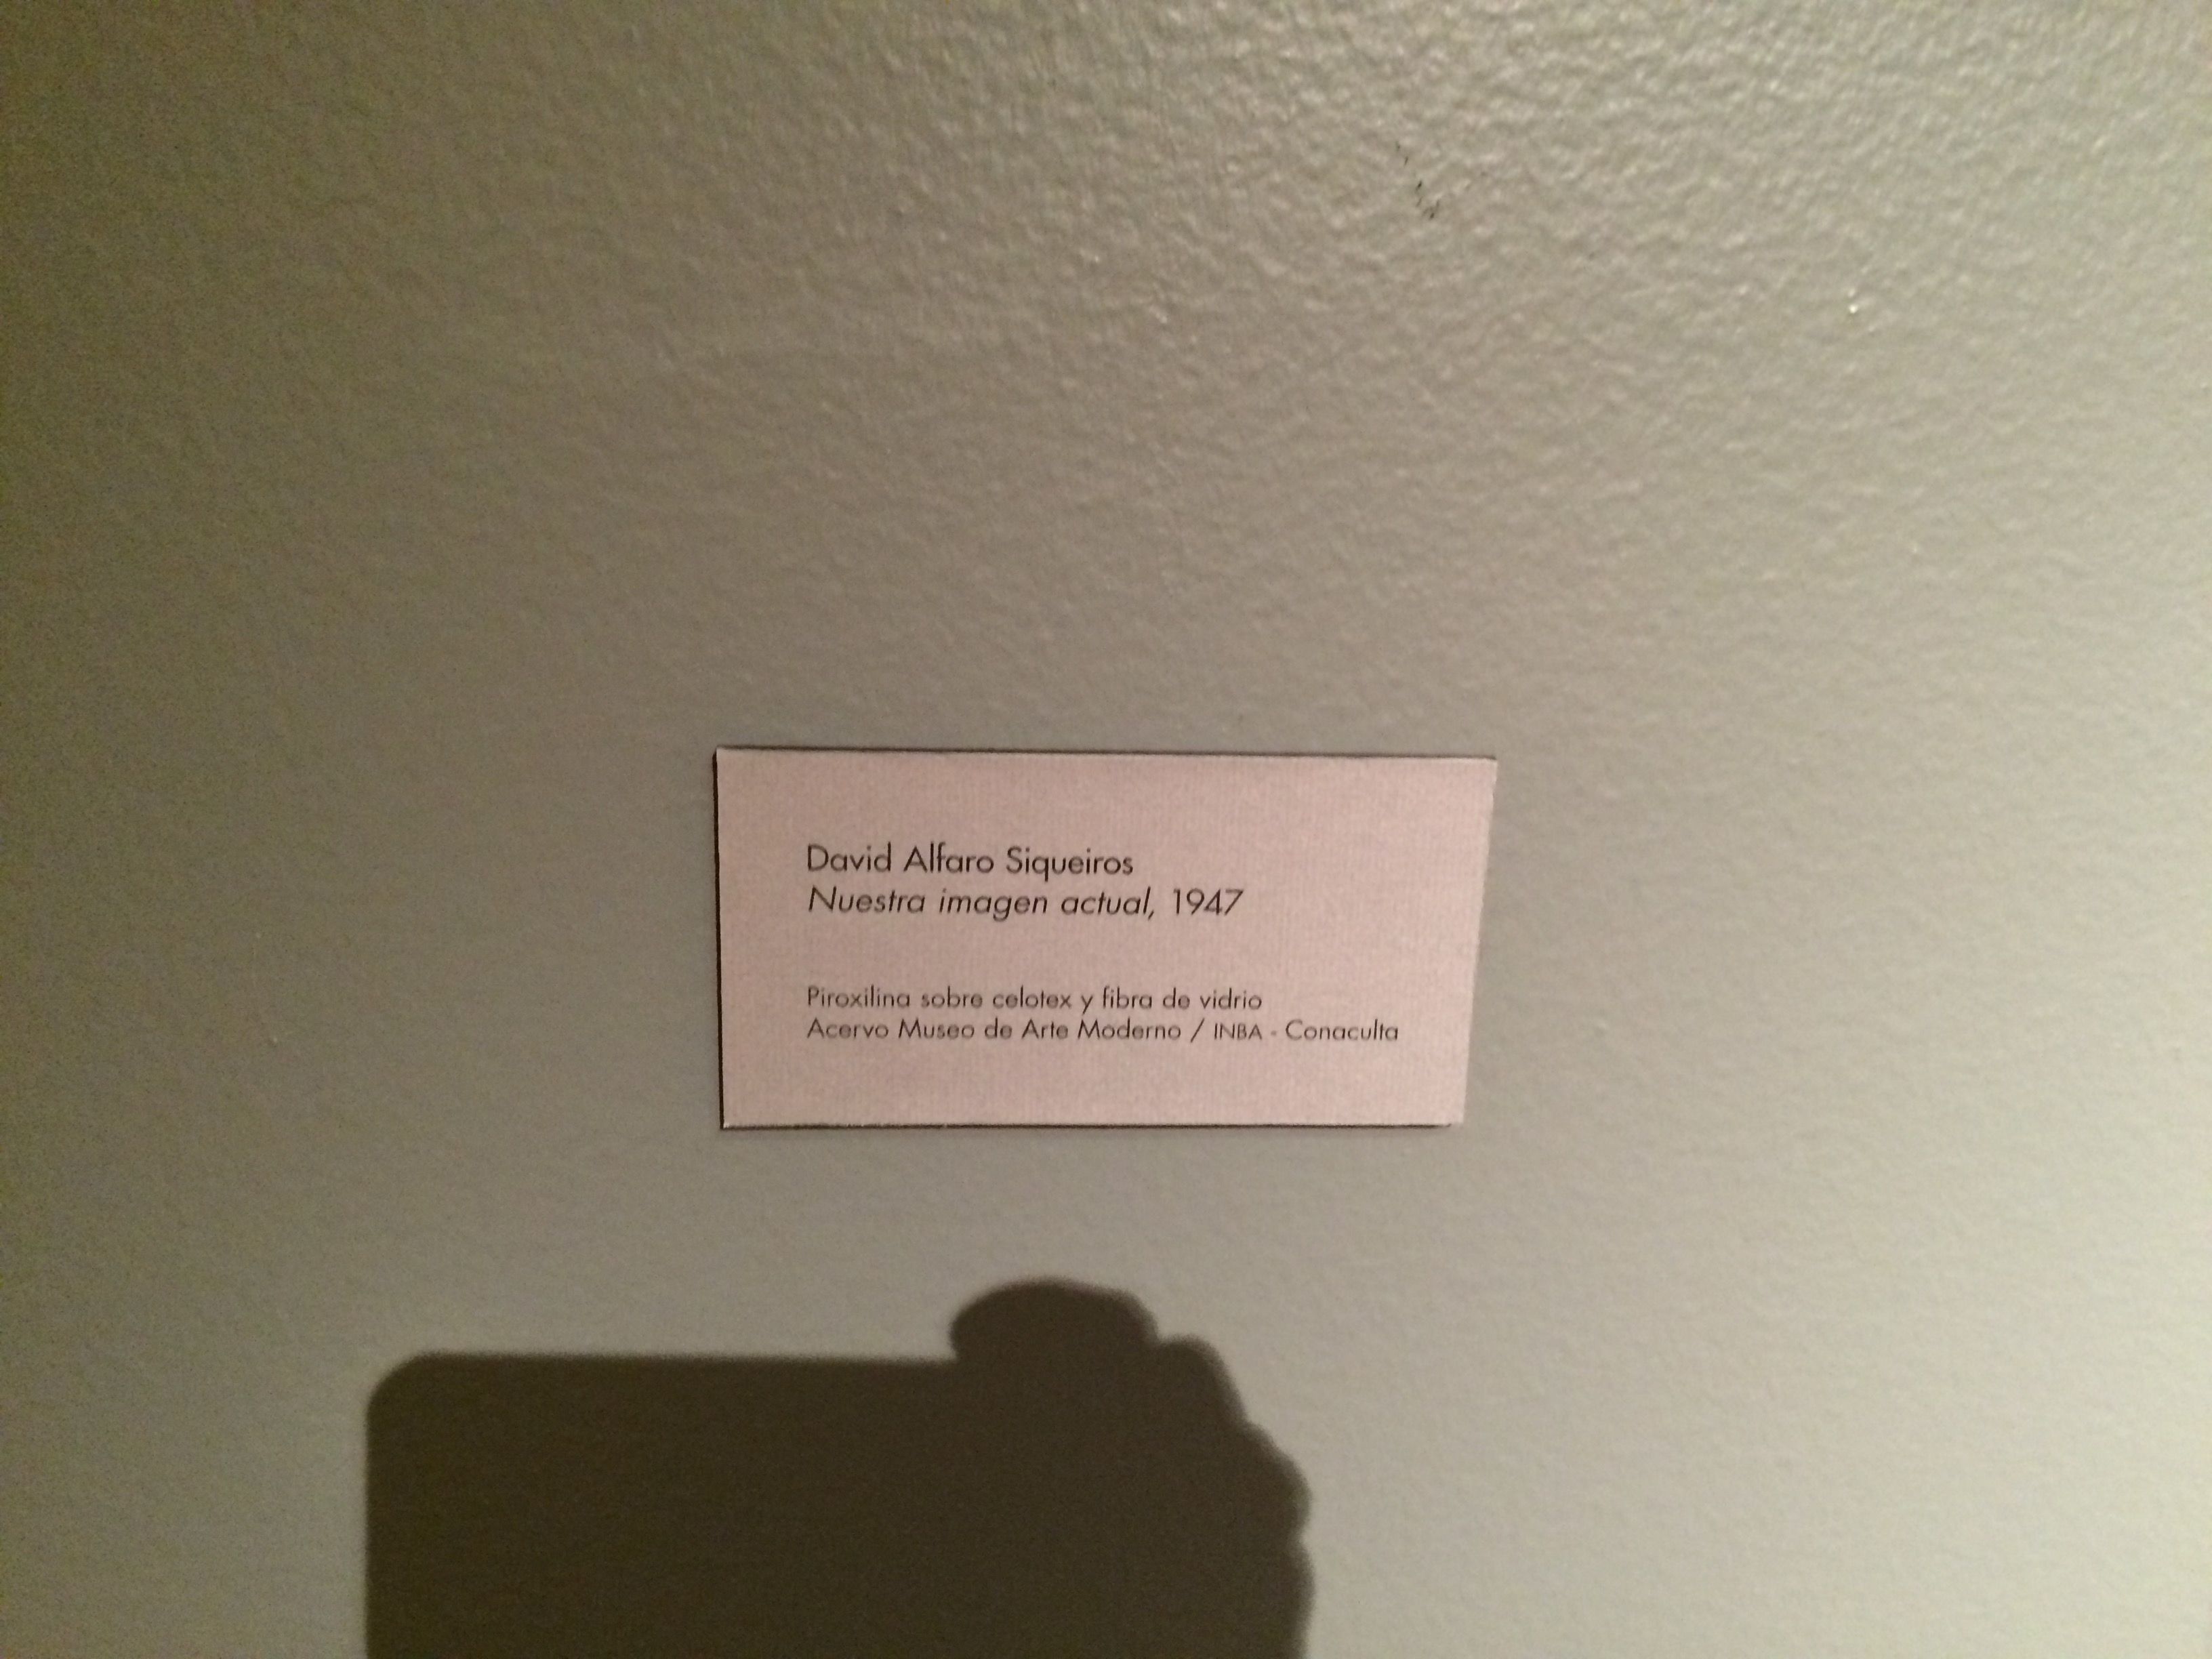 David Alfaro Siqueiros
Nuestra imagen actual, 1947
Piroxilina sobre celotex y fibra de vidrio
Acervo Museo de Arte Moderno / INBA - Conaculta